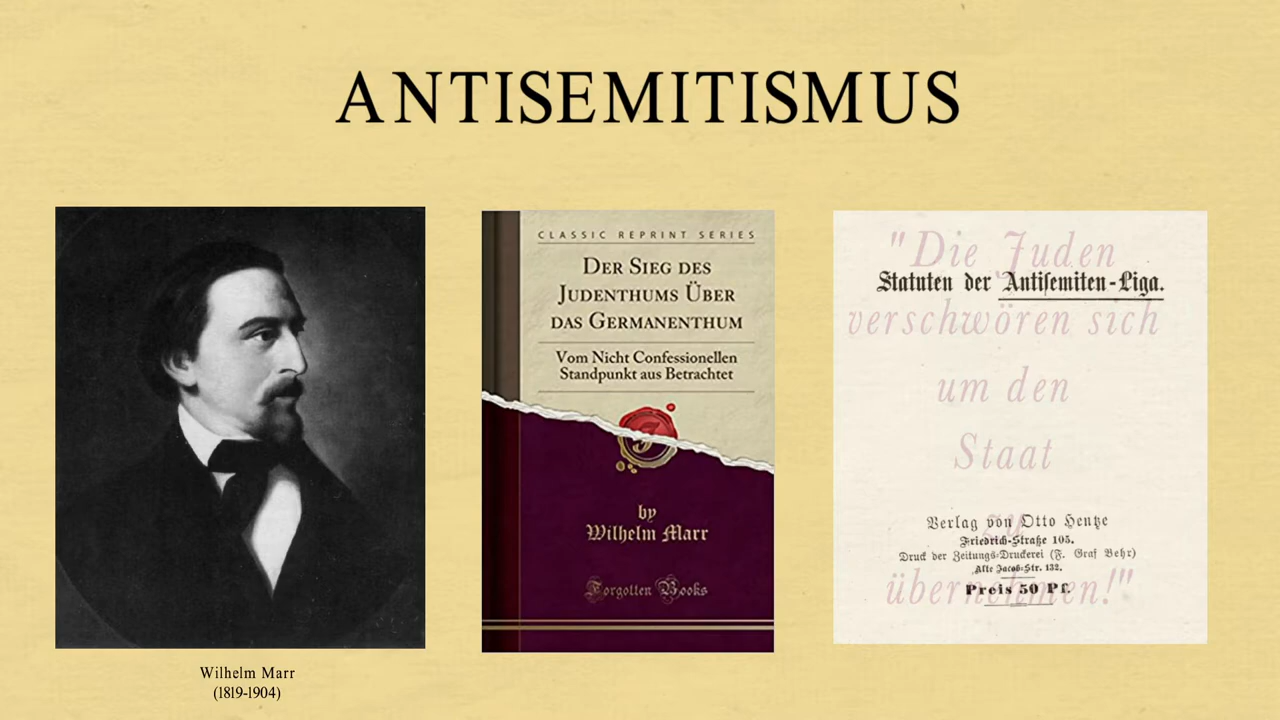 ANTISEMITISMUS
Wilhelm Marr
(1819-1904)
CLASSIC REPRINT SERIES
DER SIEG DES
JUDENTHUMS ÜBER
DAS GERMANENTHUM
Vom Nicht Confessionellen
Standpunkt aus Betrachtet
by
Wilhelm Marr
Forgotten Books
"Die Juden
Statuten der Antisemiten-Liga.
verschwören sich
um den
Staat
zu
Verlag von Otto Hentze
Friedrich-Straße 105.
Druck der Zeitungs-Druckerei (F. Graf Behr)
Alte Jacob-Str. 132.
übernehmen!"
Preis 50 Pf.